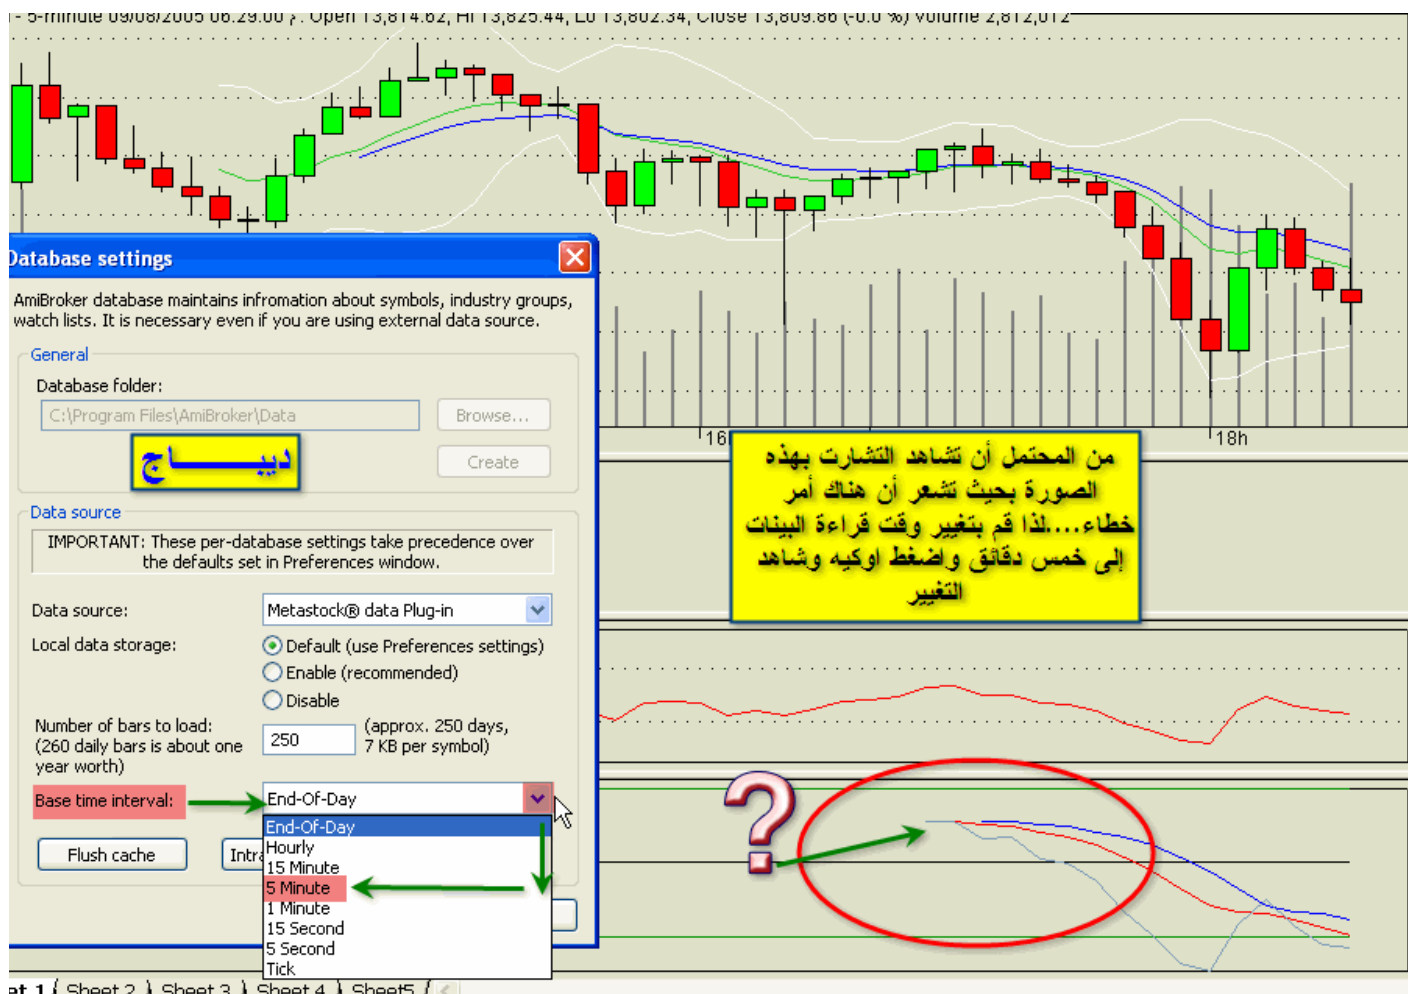 - 5-minute 09/08/2005 06:29:00 م. Open 13,814.62, Hi 13,825.44, Lo 13,802.34, Close 13,809.86 (-0.0 %) Volume 2,812,012
Database settings
AmiBroker database maintains infromation about symbols, industry groups,
watch lists. It is necessary even if you are using external data source.
General
Database folder:
C:\Program Files\AmiBroker\Data
Browse...
ديبـــــاج
Create
Data source
IMPORTANT: These per-database settings take precedence over
the defaults set in Preferences window.
Data source:
Metastock® data Plug-in
Local data storage:
Default (use Preferences settings)
Enable (recommended)
Disable
Number of bars to load:
(260 daily bars is about one
year worth)
250
(approx. 250 days,
7 KB per symbol)
Base time interval:
End-Of-Day
End-Of-Day
Hourly
15 Minute
5 Minute
1 Minute
15 Second
5 Second
Tick
Flush cache
Intra
16
18h
من المحتمل أن تشاهد التشارت بهذه
الصورة بحيث تشعر أن هناك أمر
خطاء....لذا قم بتغيير وقت قراءة البينات
إلى خمس دقائق واضغط اوكيه وشاهد
التغيير
?
et 1 Sheet 2 Sheet 3 Sheet 4 Sheet5